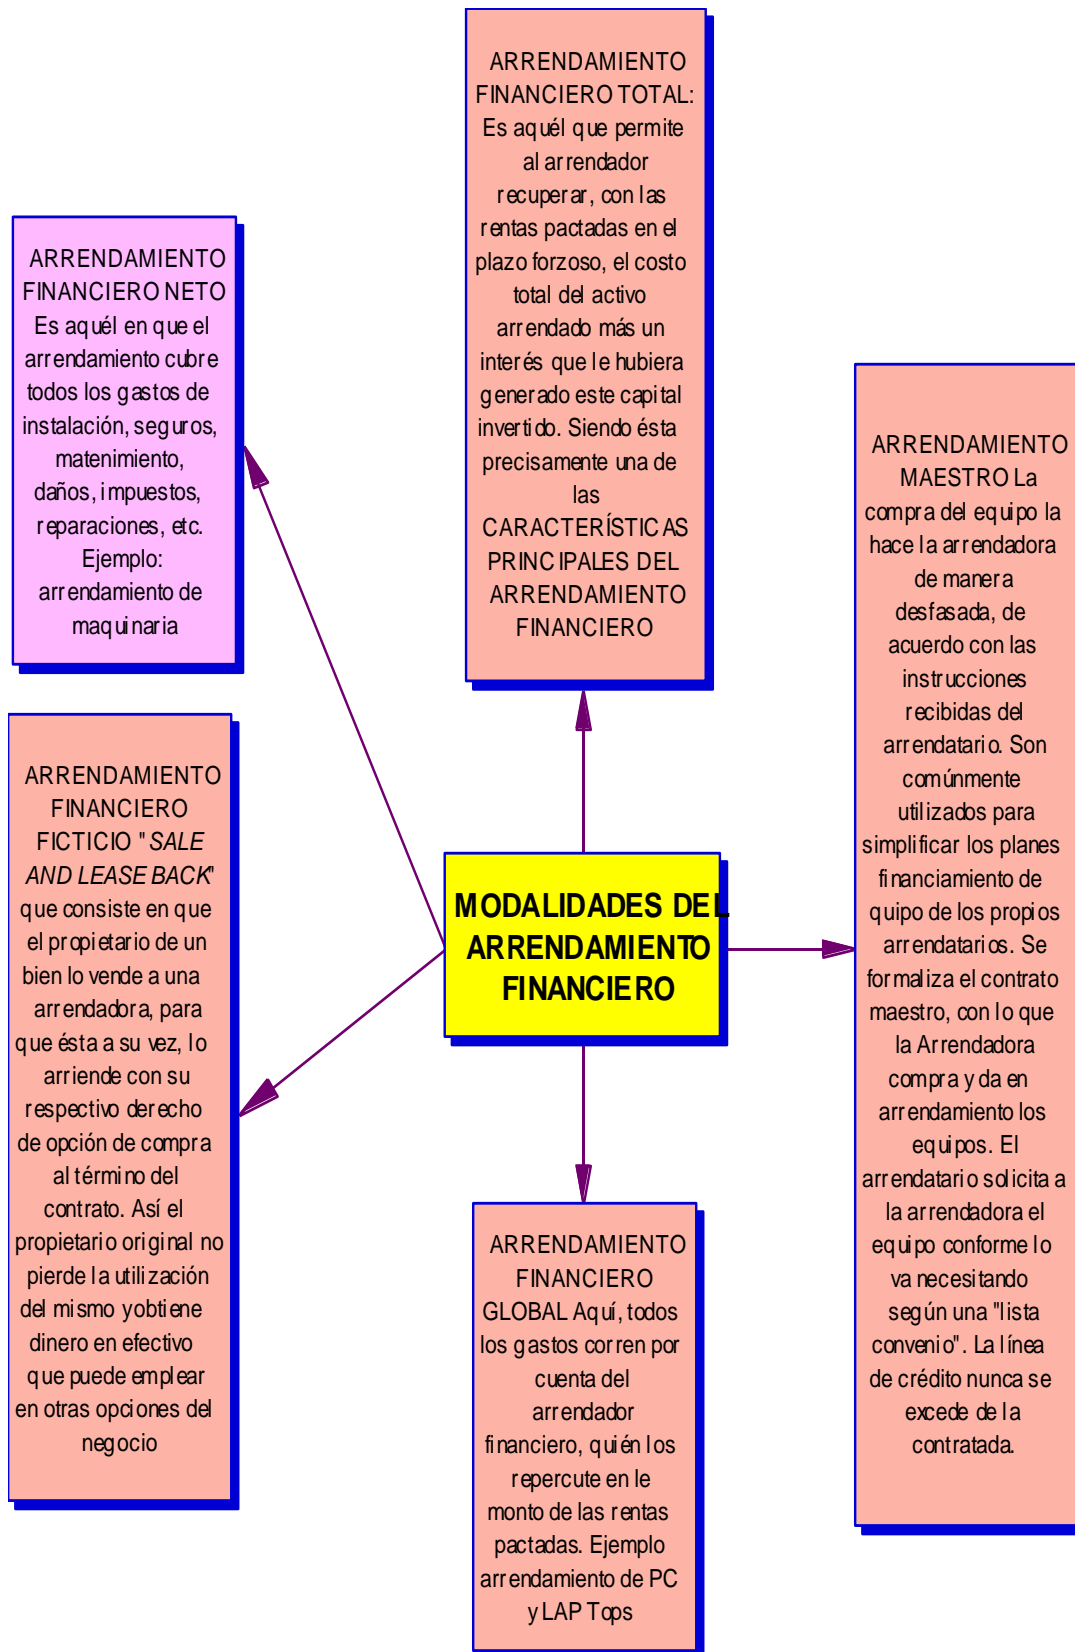 ARRENDAMIENTO
FINANCIERO TOTAL:
Es aquél que permite
al arrendador
recuperar, con las
rentas pactadas en el
plazo forzoso, el costo
total del activo
arrendado más un
interés que le hubiera
generado este capital
invertido. Siendo ésta
precisamente una de
las
CARACTERÍSTICAS
PRINCIPALES DEL
ARRENDAMIENTO
FINANCIERO
ARRENDAMIENTO
FINANCIERO NETO
Es aquél en que el
arrendamiento cubre
todos los gastos de
instalación, seguros,
matenimiento,
daños, impuestos,
reparaciones, etc.
Ejemplo:
arrendamiento de
maquinaria
ARRENDAMIENTO
MAESTRO La
compra del equipo la
hace la arrendadora
de manera
desfasada, de
acuerdo con las
instrucciones
recibidas del
arrendatario. Son
comúnmente
utilizados para
simplificar los planes
financiamiento de
quipo de los propios
arrendatarios. Se
formaliza el contrato
maestro, con lo que
la Arrendadora
compra y da en
arrendamiento los
equipos. El
arrendatario solicita a
la arrendadora el
equipo conforme lo
va necesitando
según una "lista
convenio". La línea
de crédito nunca se
excede de la
contratada.
ARRENDAMIENTO
FINANCIERO
FICTICIO "SALE
AND LEASE BACK"
que consiste en que
el propietario de un
bien lo vende a una
arrendadora, para
que ésta a su vez, lo
arriende con su
respectivo derecho
de opción de compra
al término del
contrato. Así el
propietario original no
pierde la utilización
del mismo y obtiene
dinero en efectivo
que puede emplear
en otras opciones del
negocio
MODALIDADES DEL
ARRENDAMIENTO
FINANCIERO
ARRENDAMIENTO
FINANCIERO
GLOBAL Aquí, todos
los gastos corren por
cuenta del
arrendador
financiero, quién los
repercute en le
monto de las rentas
pactadas. Ejemplo
arrendamiento de PC
y LAP Tops